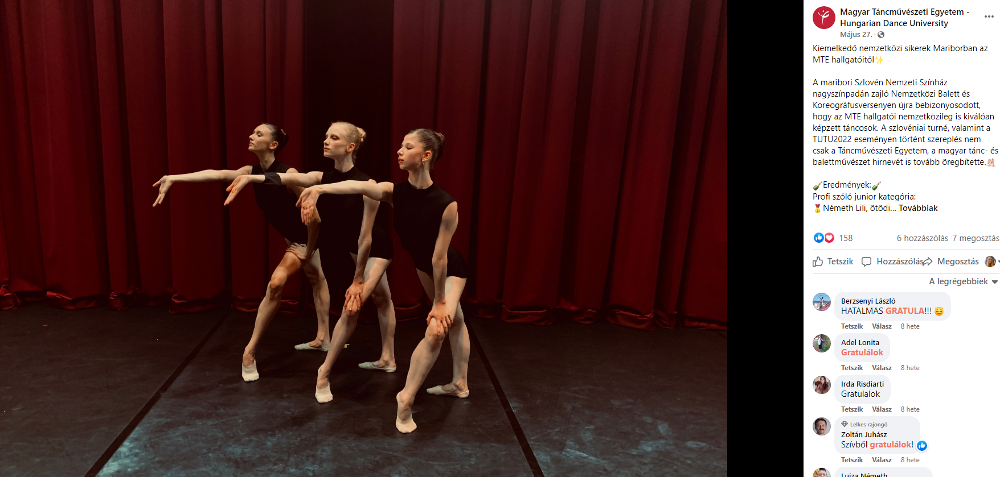 Magyar Táncművészeti Egyetem -
Hungarian Dance University
Május 27. ·
Kiemelkedő nemzetközi sikerek Mariborban az
MTE hallgatóitól✨
A maribori Szlovén Nemzeti Színház
nagyszínpadán zajló Nemzetközi Balett és
Koreográfusversenyen újra bebizonyosodott,
hogy az MTE hallgatói nemzetközileg is kiválóan
képzett táncosok. A szlovéniai turné, valamint a
TUTU2022 eseményen történt szereplés nem
csak a Táncművészeti Egyetem, a magyar tánc- és
balettművészet hirnevét is tovább öregbítette.🩰
🍾Eredmények:🍾
Profi szóló junior kategória:
🏅Németh Lili, ötödi... Továbbiak
158 6 hozzászólás 7 megosztás
Tetszik Hozzászólás Megosztás
A legrégebbiek
Berzsenyi László
HATALMAS GRATULA!!! 😌
Tetszik Válasz 8 hete
Adel Lonita
Gratulálok
Tetszik Válasz 8 hete
Irda Risdiarti
Gratulalok
Tetszik Válasz 8 hete
Lelkes rajongó
Zoltán Juhász
Szívből gratulálok!
Tetszik Válasz 8 hete
Luiza Németh